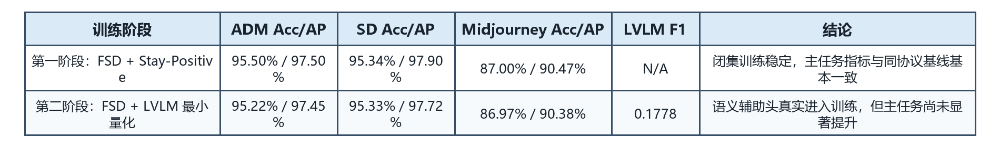 训练阶段
ADM Acc/AP
SD Acc/AP
Midjourney Acc/AP
LVLM F1
结论
第一阶段：FSD + Stay-Positiv
e
95.50% / 97.50
%
95.34% / 97.90
%
87.00% / 90.47%
N/A
闭集训练稳定，主任务指标与同协议基线基
本一致
第二阶段：FSD + LVLM 最小
量化
95.22% / 97.45
%
95.33% / 97.72
%
86.97% / 90.38%
0.1778
语义辅助头真实进入训练，但主任务尚未显
著提升